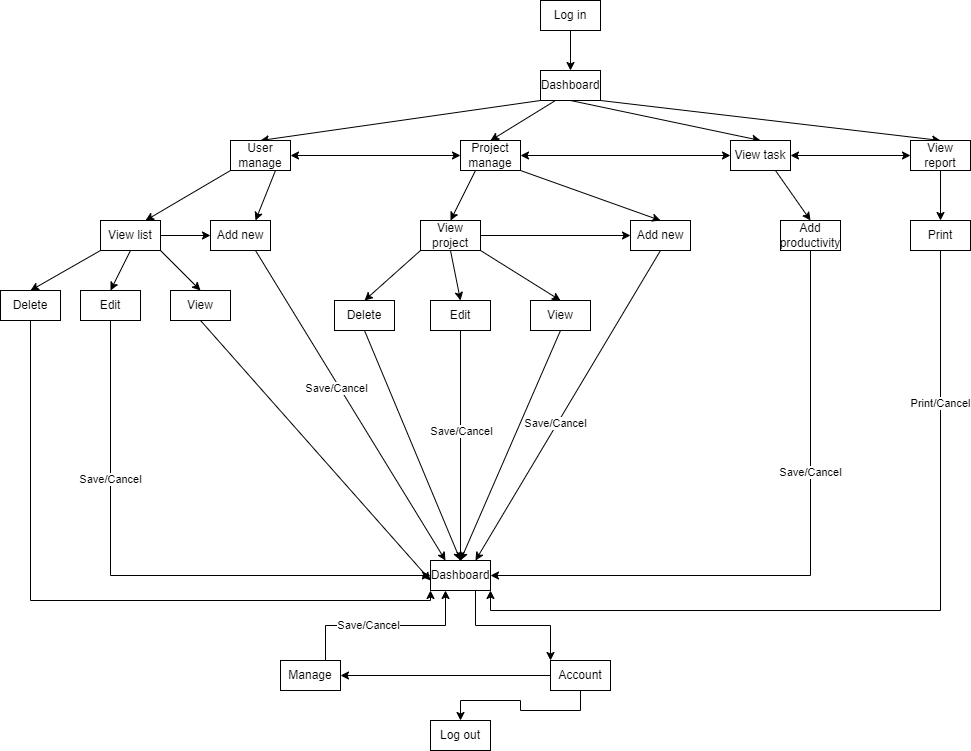 Log in
Dashboard
User
manage
Project
manage
View task
View
report
View list
Add new
View
project
Add new
Add
productivity
Print
Delete
Edit
View
Delete
Edit
View
Save/Cancel
Print/Cancel
Save/Cancel
Save/Cancel
Save/Cancel
Save/Cancel
Dashboard
Save/Cancel
Manage
Account
Log out